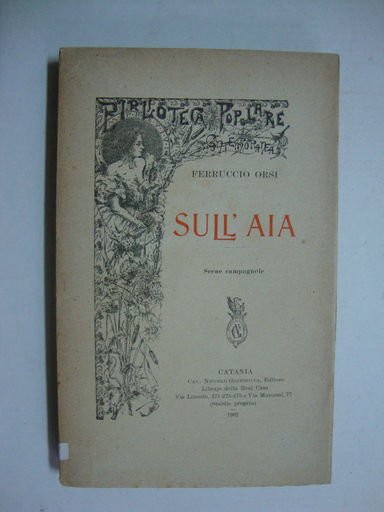 BIBLIOTECA POPOLARE
CONTEMPORANEA
FERRUCCIO ORSI
SULL' AIA
Scene campagnole
CATANIA
CAV. NICCOLÒ GIANNOTTA, Editore
Libraio della Real Casa
Via Lincoln, 271-273-275 e Via Manzoni, 77
(Stabile proprio)
1902